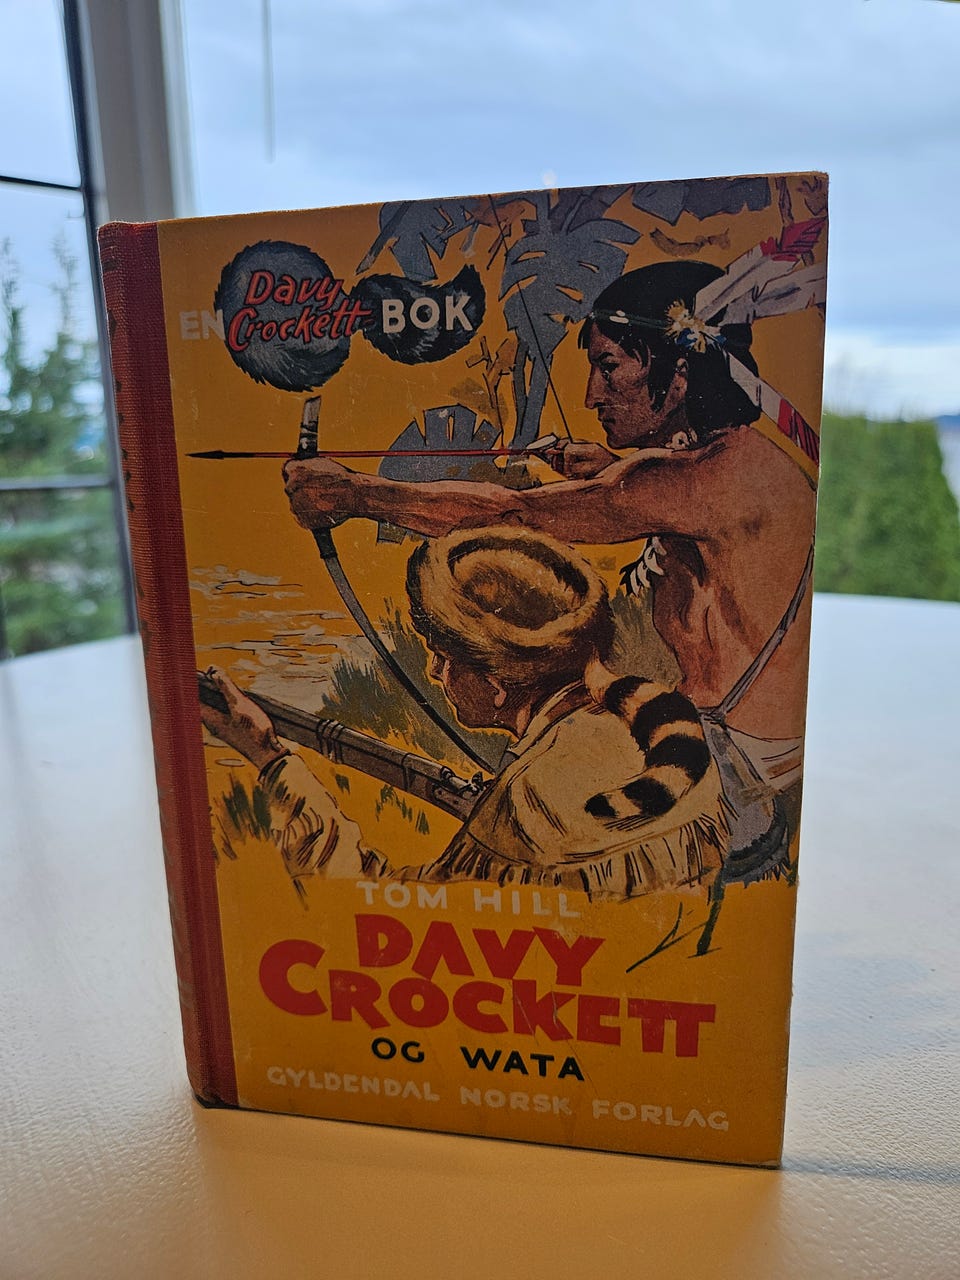 EN Davy Crockett BOK
TOM HILL
DAVY
CROCKETT
OG WATA
GYLDENDAL NORSK FORLAG